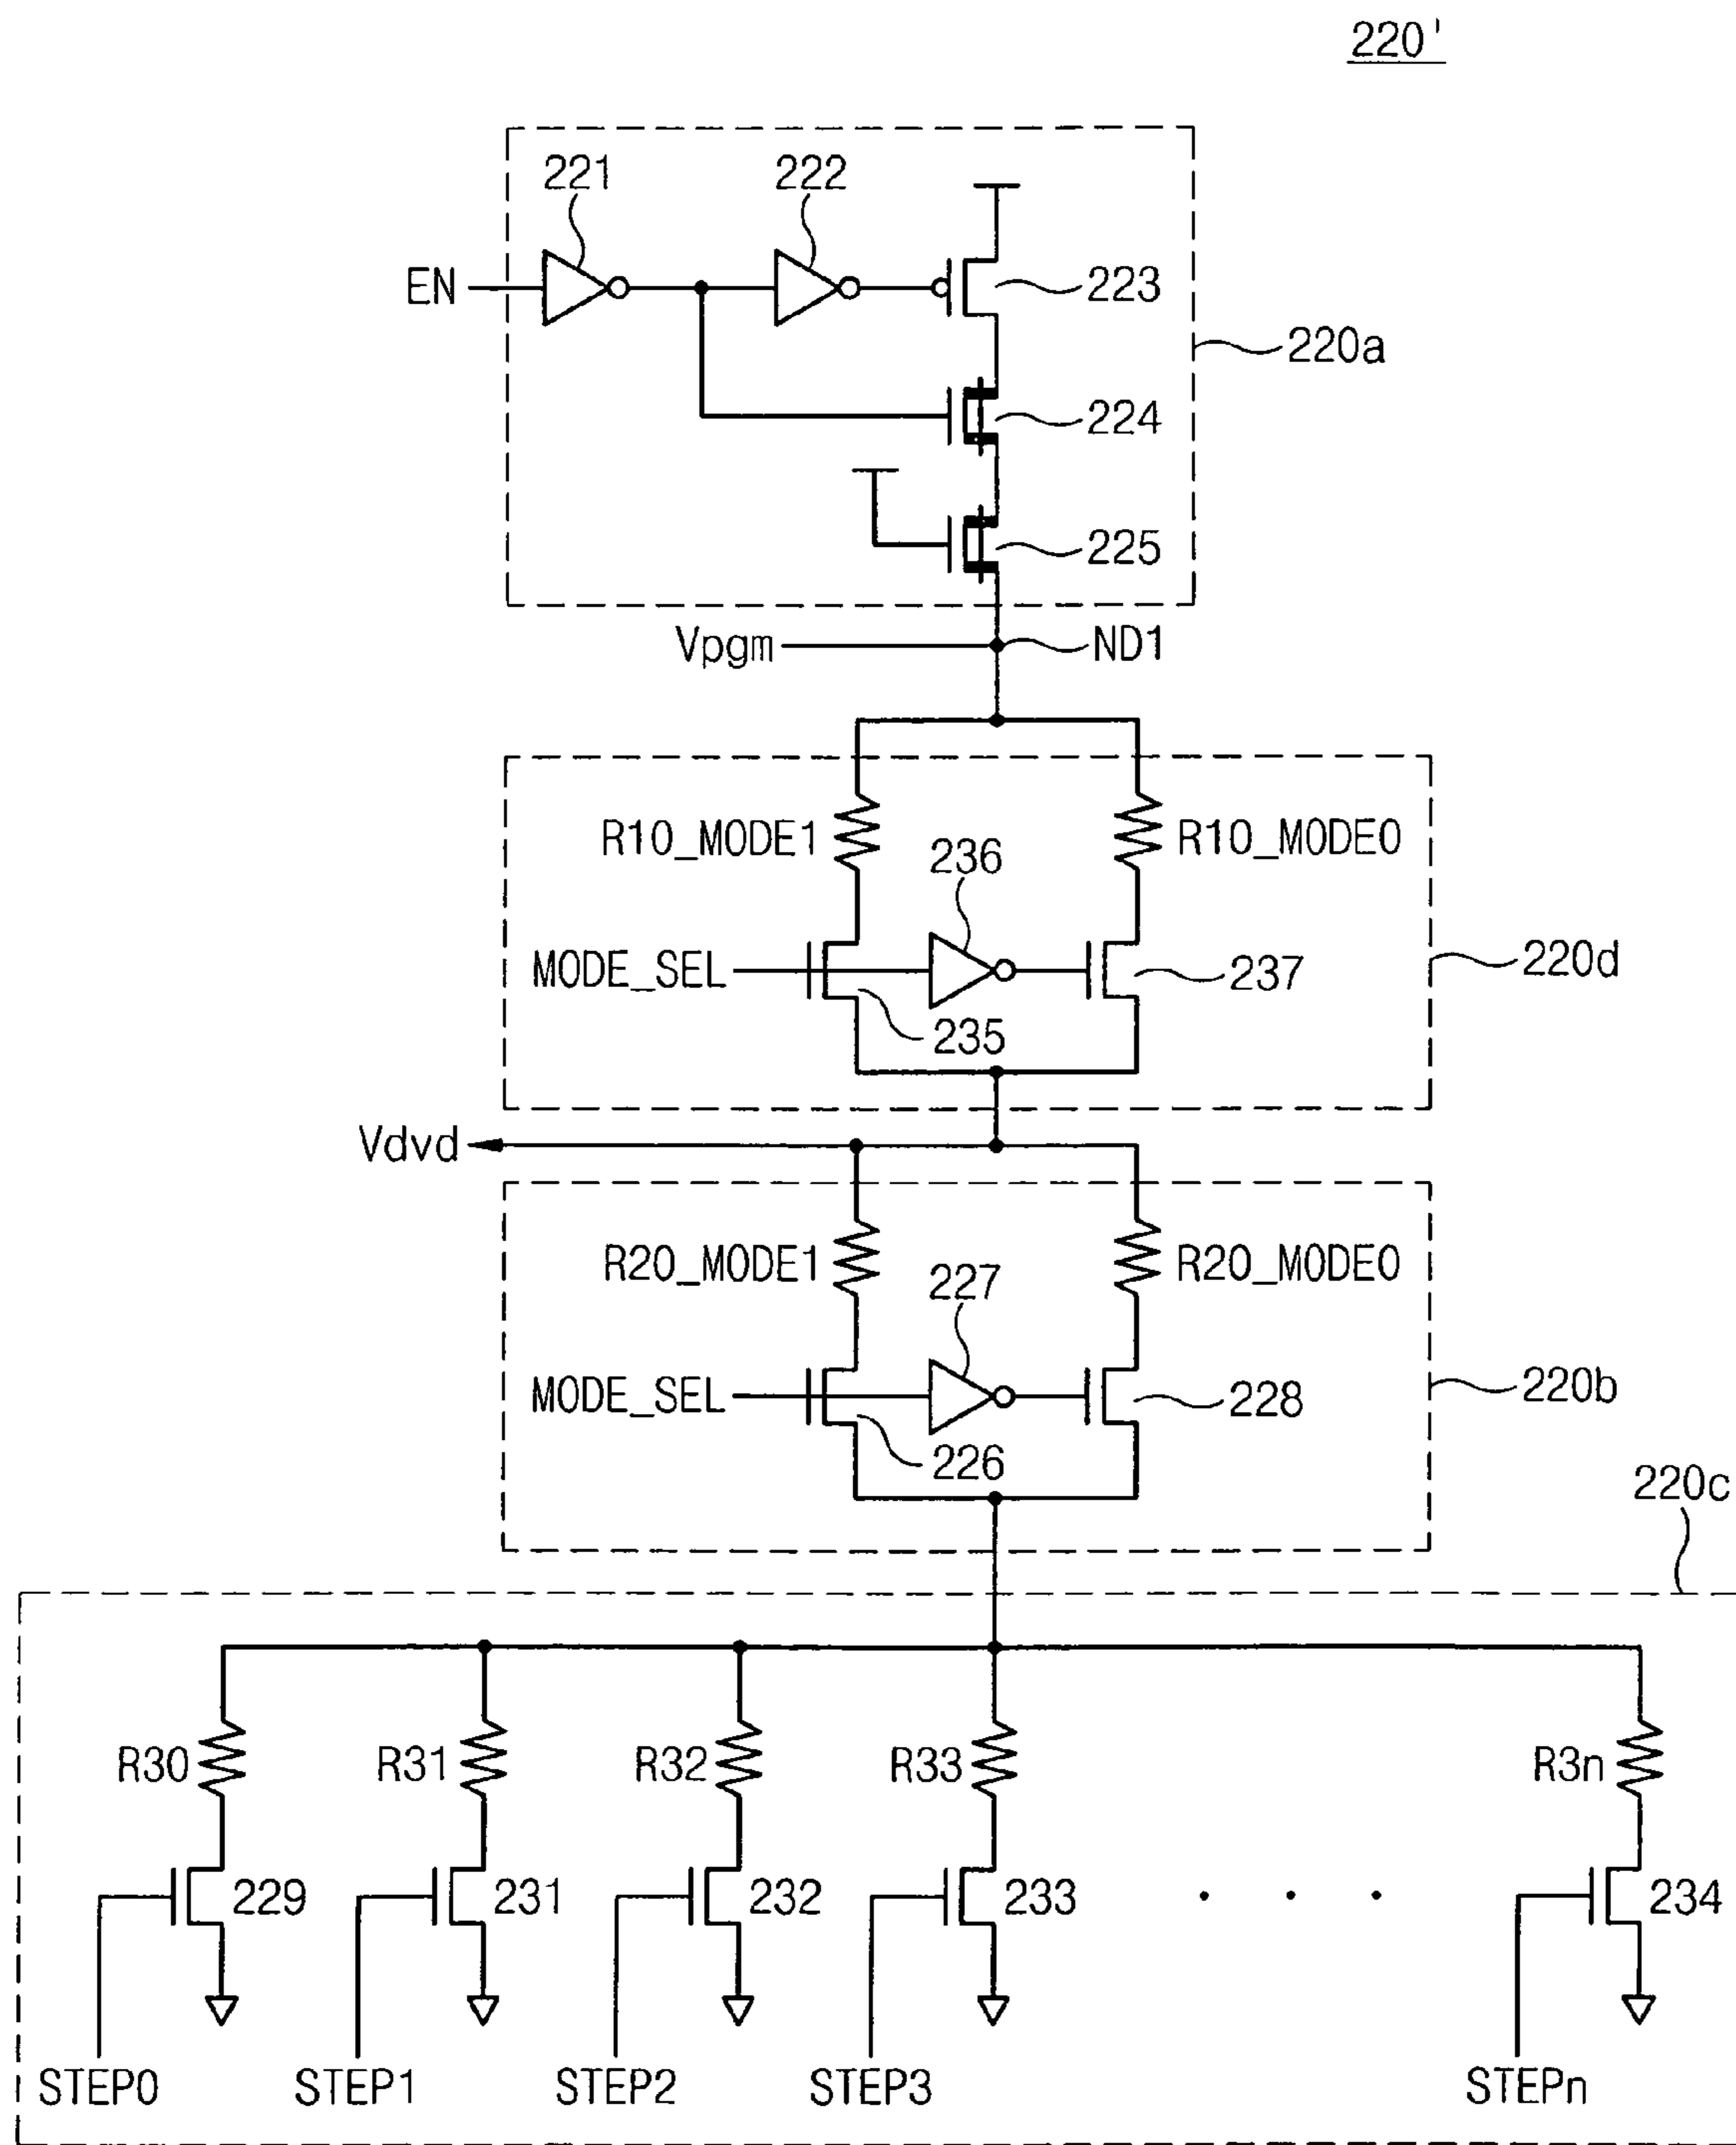 220'
221
222
EN
223
220a
224
225
Vpgm
ND1
R10_MODE1
R10_MODE0
236
MODE_SEL
237
220d
235
Vdvd
R20_MODE1
R20_MODE0
227
MODE_SEL
228
220b
226
220c
R30
R31
R32
R33
R3n
229
231
232
233
. . .
234
STEP0
STEP1
STEP2
STEP3
STEPn